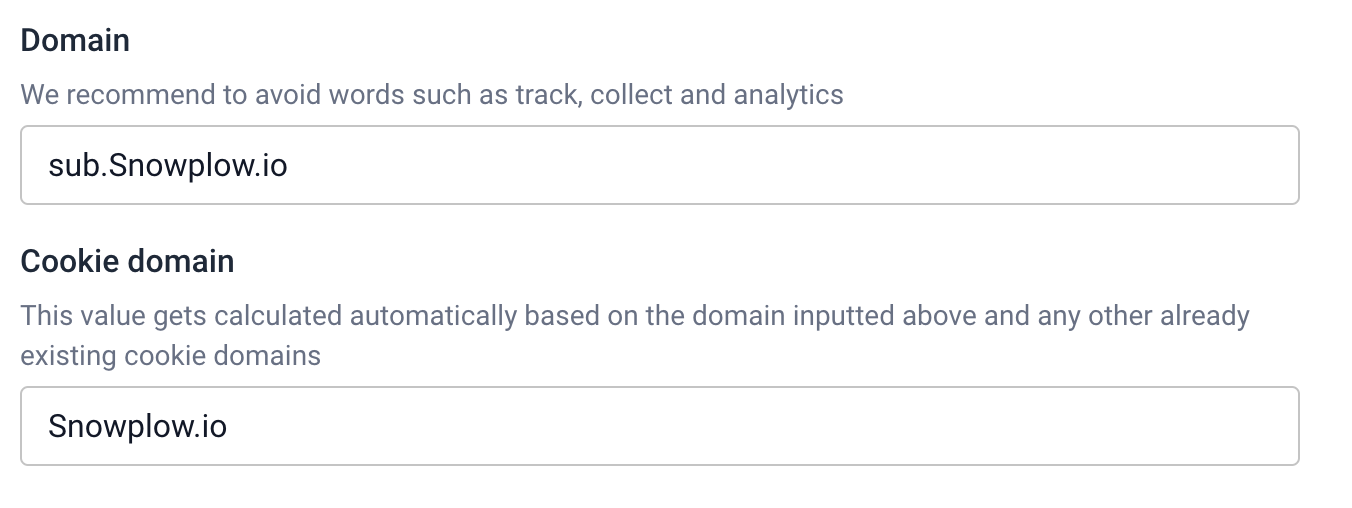 Domain
We recommend to avoid words such as track, collect and analytics
sub.Snowplow.io
Cookie domain
This value gets calculated automatically based on the domain inputted above and any other already
existing cookie domains
Snowplow.io